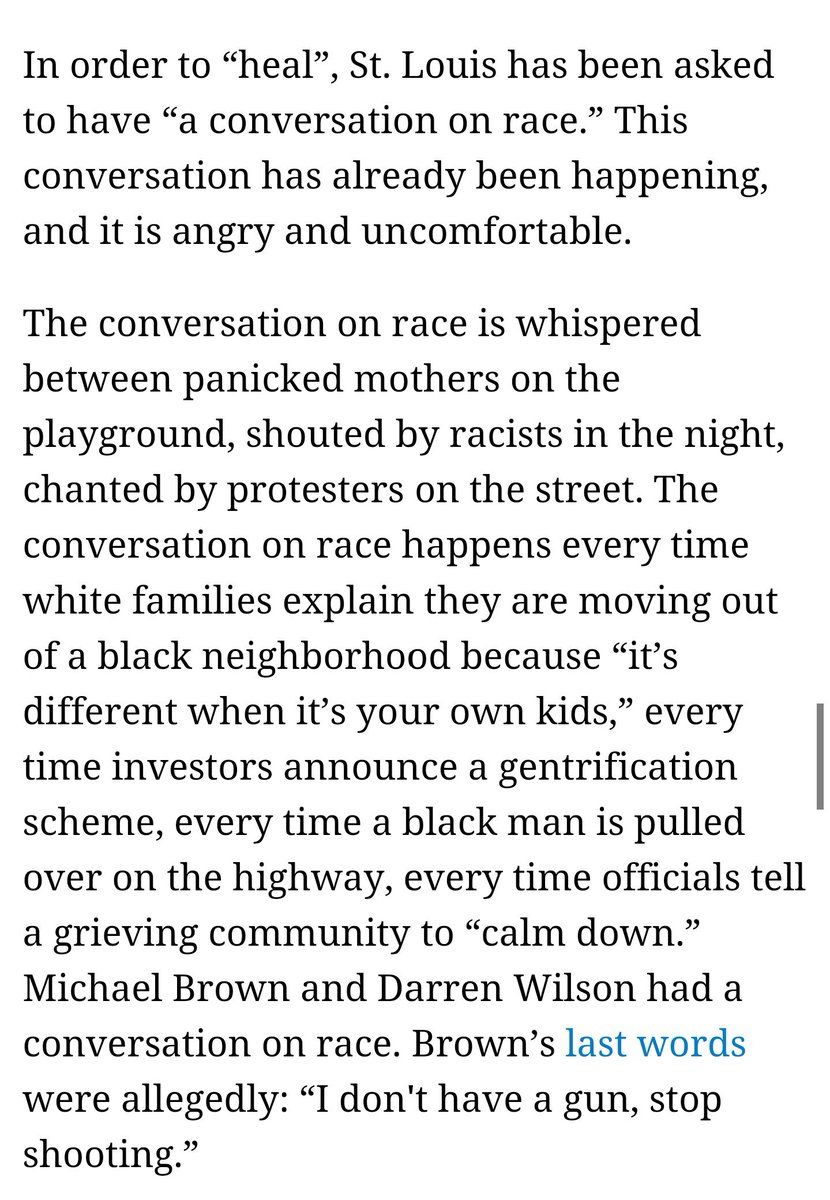 In order to “heal”, St. Louis has been asked
to have “a conversation on race.” This
conversation has already been happening,
and it is angry and uncomfortable.
The conversation on race is whispered
between panicked mothers on the
playground, shouted by racists in the night,
chanted by protesters on the street. The
conversation on race happens every time
white families explain they are moving out
of a black neighborhood because “it’s
different when it’s your own kids,” every
time investors announce a gentrification
scheme, every time a black man is pulled
over on the highway, every time officials tell
a grieving community to “calm down.”
Michael Brown and Darren Wilson had a
conversation on race. Brown’s last words
were allegedly: “I don't have a gun, stop
shooting.”